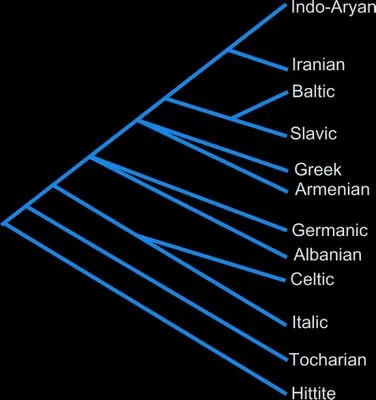 Indo-Aryan
Iranian
Baltic
Slavic
Greek
Armenian
Germanic
Albanian
Celtic
Italic
Tocharian
Hittite